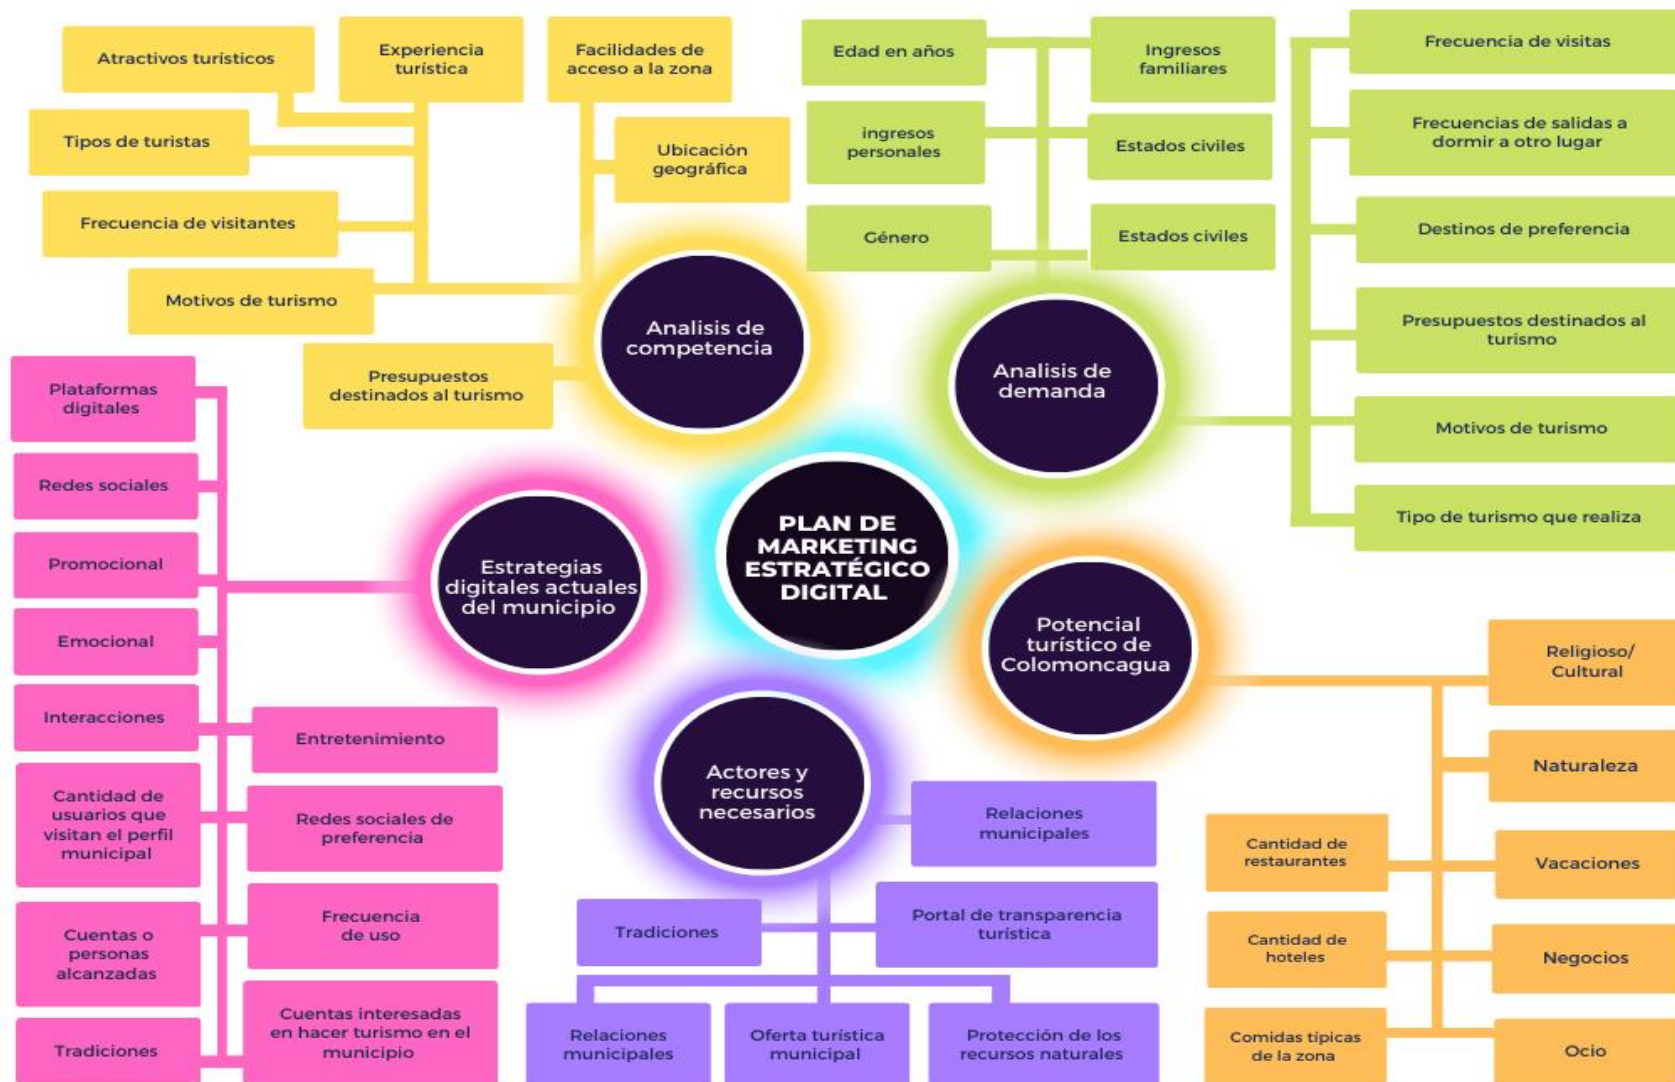 Atractivos turísticos
Experiencia
turística
Facilidades de
acceso a la zona
Tipos de turistas
Ubicación
geográfica
Frecuencia de visitantes
Motivos de turismo
Presupuestos
destinados al turismo
Analisis de
competencia
Edad en años
Ingresos
familiares
ingresos
personales
Estados civiles
Género
Estados civiles
Analisis de
demanda
Frecuencia de visitas
Frecuencias de salidas a
dormir a otro lugar
Destinos de preferencia
Presupuestos destinados al
turismo
Motivos de turismo
Tipo de turismo que realiza
PLAN DE
MARKETING
ESTRATÉGICO
DIGITAL
Estrategias
digitales actuales
del municipio
Plataformas
digitales
Redes sociales
Promocional
Emocional
Interacciones
Entretenimiento
Cantidad de
usuarios que
visitan el perfil
municipal
Redes sociales de
preferencia
Cuentas o
personas
alcanzadas
Frecuencia
de uso
Tradiciones
Cuentas interesadas
en hacer turismo en el
municipio
Actores y
recursos
necesarios
Relaciones
municipales
Tradiciones
Portal de transparencia
turística
Relaciones
municipales
Oferta turística
municipal
Protección de los
recursos naturales
Potencial
turístico de
Colomoncagua
Religioso/
Cultural
Naturaleza
Cantidad de
restaurantes
Vacaciones
Cantidad de
hoteles
Negocios
Comidas típicas
de la zona
Ocio